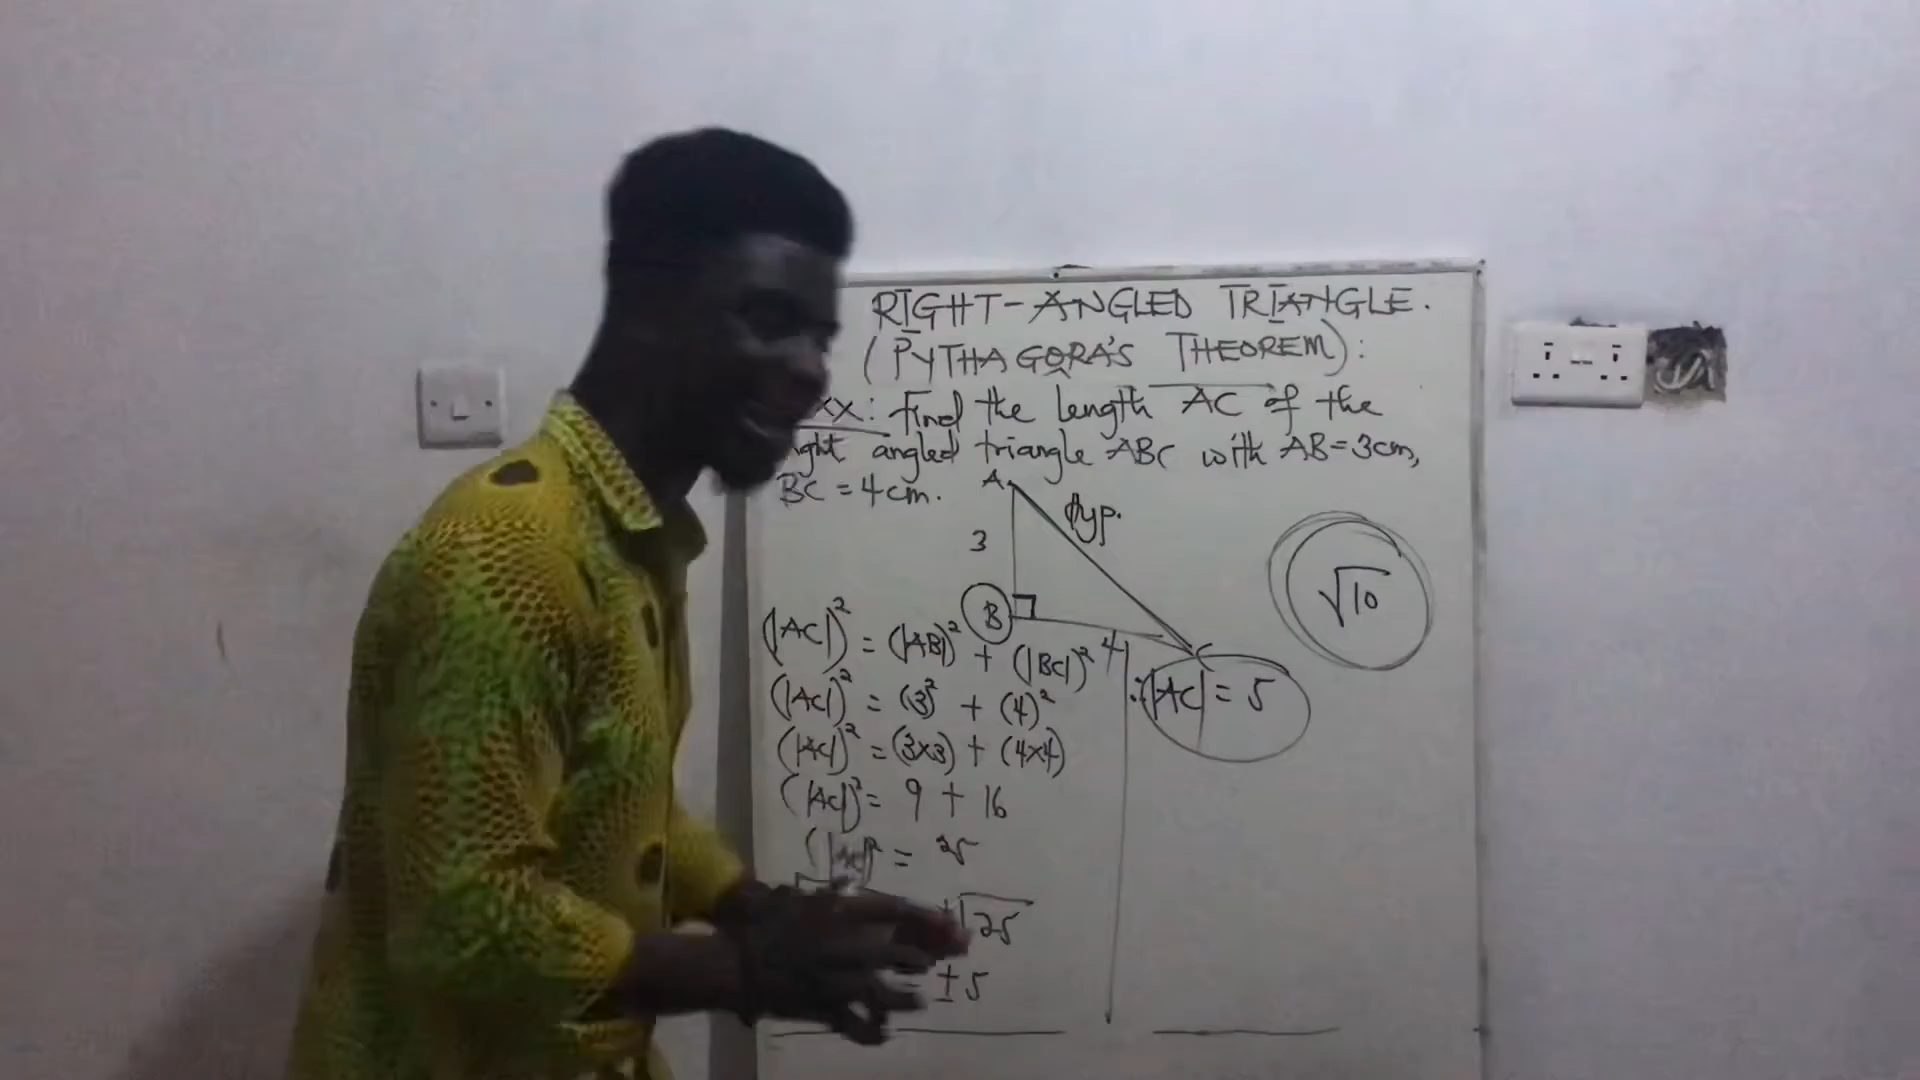 RIGHT-ANGLED TRIANGLE.
(PYTHAGORA'S THEOREM):
find the length AC of the
angled triangle ABC with AB=3cm,
BC = 4cm.
A
hyp.
3
B
4
C
√10
(|AC|)² = (|AB|)² + (|BC|)²
(|AC|)² = (3)² + (4)²
(|AC|)² = (3×3) + (4×4)
(|AC|)² = 9 + 16
(|AC|)² = 25
±√25
±5
∴|AC| = 5